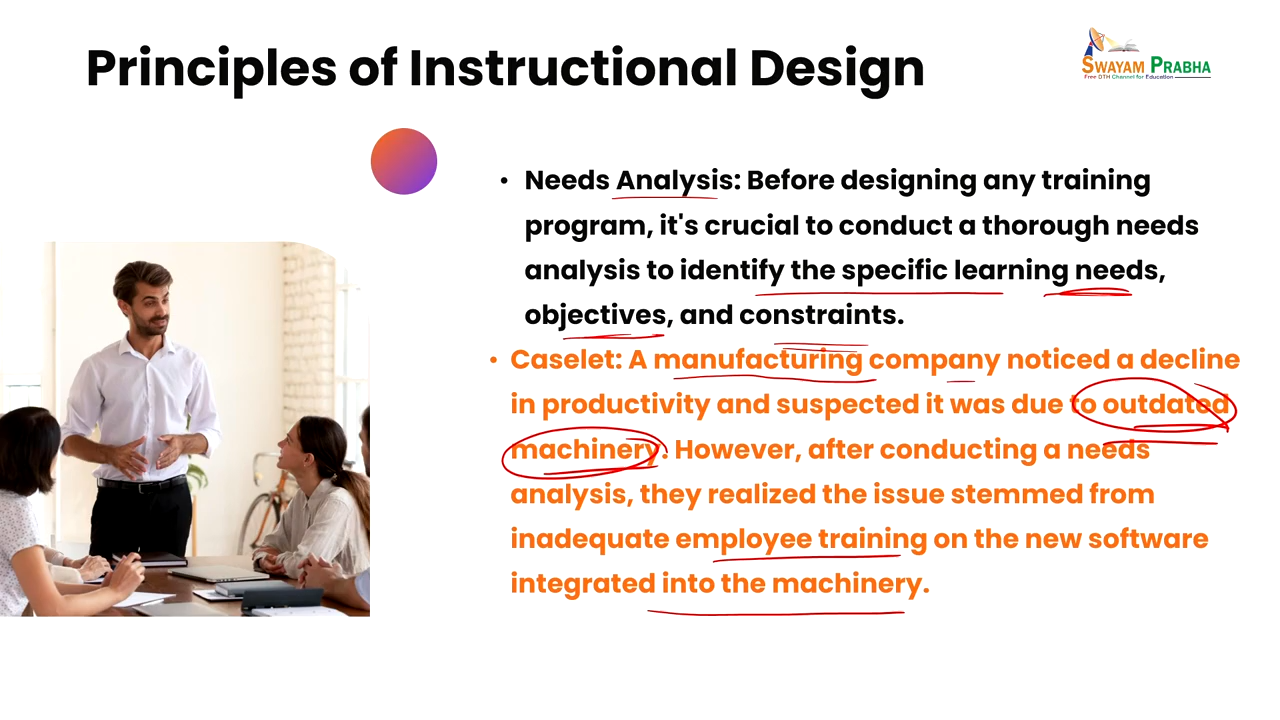 Principles of Instructional Design
SWAYAM PRABHA
Free DTH Channel for Education
• Needs Analysis: Before designing any training
program, it's crucial to conduct a thorough needs
analysis to identify the specific learning needs,
objectives, and constraints.
• Caselet: A manufacturing company noticed a decline
in productivity and suspected it was due to outdated
machinery. However, after conducting a needs
analysis, they realized the issue stemmed from
inadequate employee training on the new software
integrated into the machinery.